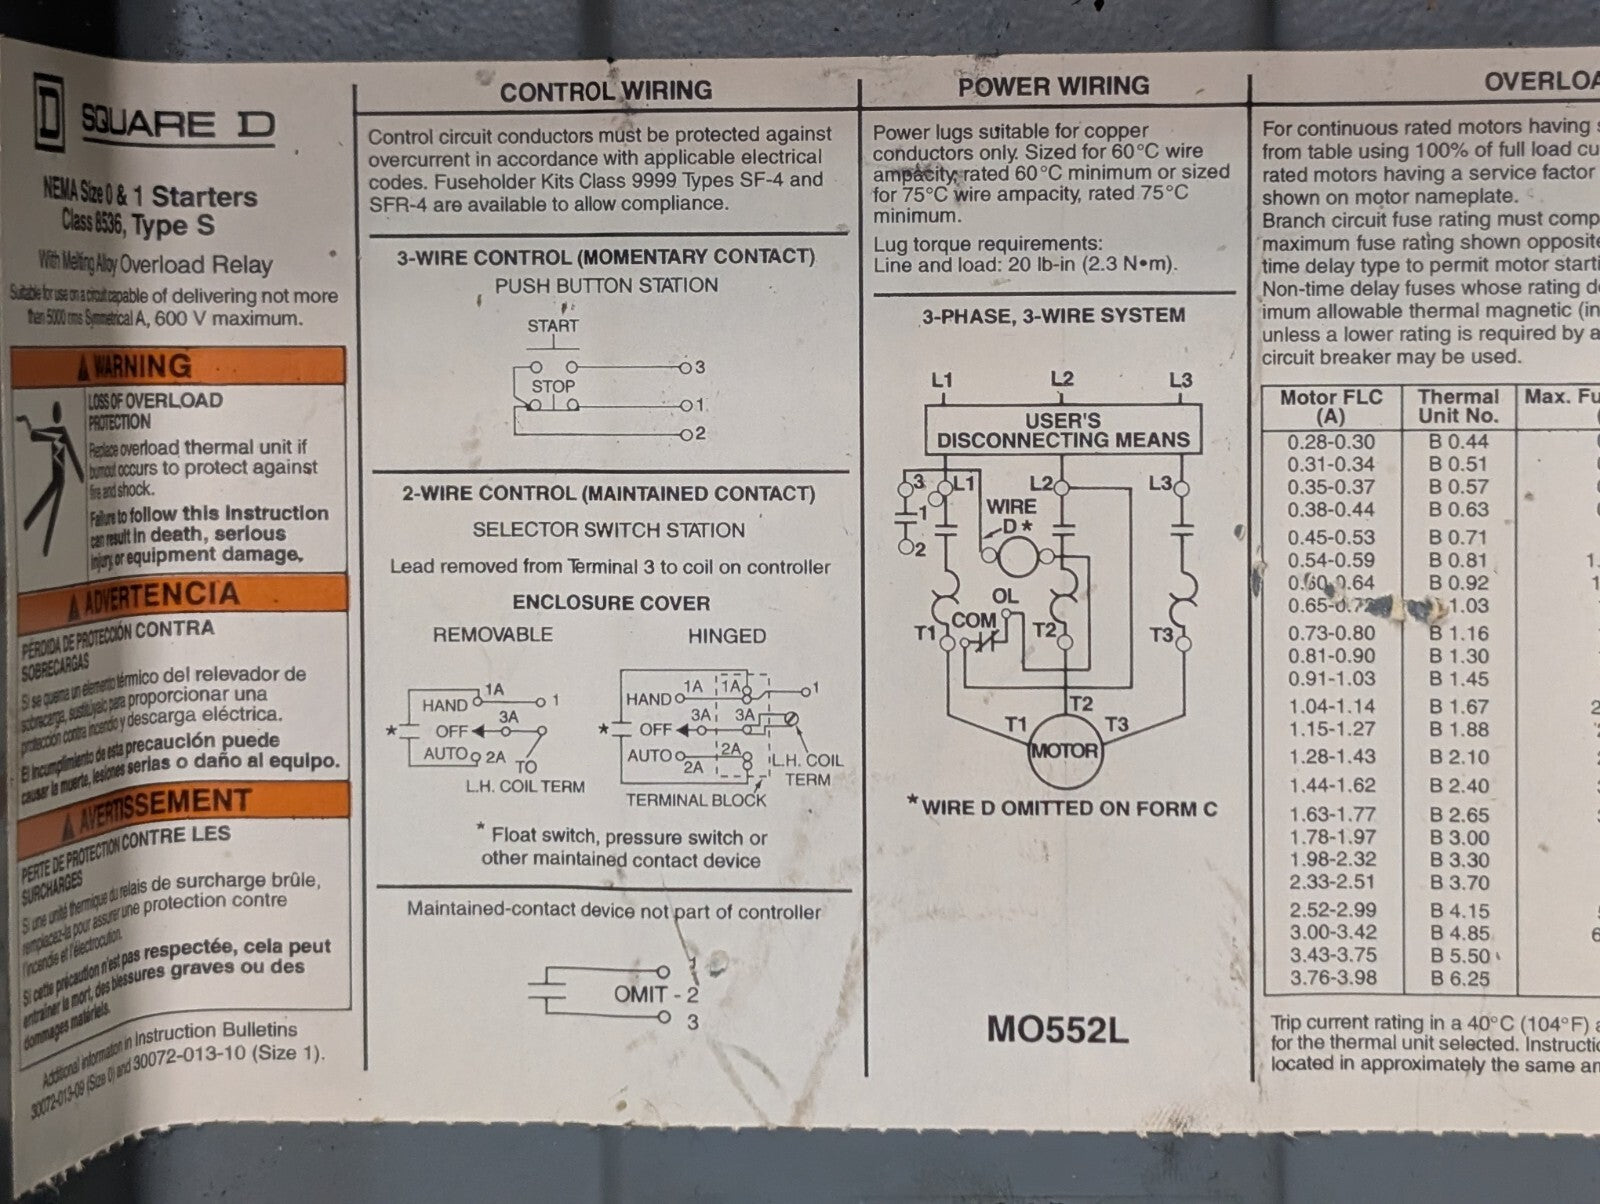 D SQUARE D
NEMA Size 0 & 1 Starters
Class 8536, Type S
With Melting Alloy Overload Relay
Suitable for use on a circuit capable of delivering not more
than 5000 rms Symmetrical A, 600 V maximum.
WARNING
LOSS OF OVERLOAD
PROTECTION
Replace overload thermal unit if
burnout occurs to protect against
fire and shock.
Failure to follow this instruction
can result in death, serious
injury, or equipment damage.
ADVERTENCIA
PÉRDIDA DE PROTECCIÓN CONTRA
SOBRECARGAS
Si se quema un elemento térmico del relevador de
sobrecarga, sustitúyalo para proporcionar una
protección contra incendio y descarga eléctrica.
El incumplimiento de esta precaución puede
causar la muerte, lesiones serias o daño al equipo.
AVERTISSEMENT
PERTE DE PROTECTION CONTRE LES
SURCHARGES
Si une unité thermique du relais de surcharge brûle,
remplacez-la pour assurer une protection contre
l'incendie et l'électrocution.
Si cette précaution n'est pas respectée, cela peut
entraîner la mort, des blessures graves ou des
dommages matériels.
Additional information in Instruction Bulletins
30072-013-09 (Size 0) and 30072-013-10 (Size 1).
CONTROL WIRING
Control circuit conductors must be protected against
overcurrent in accordance with applicable electrical
codes. Fuseholder Kits Class 9999 Types SF-4 and
SFR-4 are available to allow compliance.
3-WIRE CONTROL (MOMENTARY CONTACT)
PUSH BUTTON STATION
START
3
STOP
1
2
2-WIRE CONTROL (MAINTAINED CONTACT)
SELECTOR SWITCH STATION
Lead removed from Terminal 3 to coil on controller
ENCLOSURE COVER
REMOVABLE HINGED
HAND 1A 1
* OFF 3A
AUTO 2A TO
L.H. COIL TERM
HAND 1A 1A 1
* OFF 3A 3A
AUTO 2A 2A L.H. COIL
TERM
TERMINAL BLOCK
* Float switch, pressure switch or
other maintained contact device
Maintained-contact device not part of controller
1
OMIT - 2
3
POWER WIRING
Power lugs suitable for copper
conductors only. Sized for 60°C wire
ampacity, rated 60°C minimum or sized
for 75°C wire ampacity, rated 75°C
minimum.
Lug torque requirements:
Line and load: 20 lb-in (2.3 N•m).
3-PHASE, 3-WIRE SYSTEM
L1 L2 L3
USER'S
DISCONNECTING MEANS
3 L1 L2 L3
1 WIRE
D *
2
OL
T1 COM T2 T3
T2
T1 T3
MOTOR
* WIRE D OMITTED ON FORM C
MO552L
OVERLOA
For continuous rated motors having
from table using 100% of full load cu
rated motors having a service factor
shown on motor nameplate.
Branch circuit fuse rating must comp
maximum fuse rating shown opposite
time delay type to permit motor starti
Non-time delay fuses whose rating d
imum allowable thermal magnetic (in
unless a lower rating is required by a
circuit breaker may be used.
Motor FLC Thermal Max. Fu
(A) Unit No.
0.28-0.30 B 0.44
0.31-0.34 B 0.51
0.35-0.37 B 0.57
0.38-0.44 B 0.63
0.45-0.53 B 0.71
0.54-0.59 B 0.81 1.
0.60-0.64 B 0.92 1
0.65-0.72 B 1.03
0.73-0.80 B 1.16
0.81-0.90 B 1.30
0.91-1.03 B 1.45
1.04-1.14 B 1.67 2
1.15-1.27 B 1.88
1.28-1.43 B 2.10
1.44-1.62 B 2.40
1.63-1.77 B 2.65
1.78-1.97 B 3.00
1.98-2.32 B 3.30
2.33-2.51 B 3.70
2.52-2.99 B 4.15
3.00-3.42 B 4.85 6
3.43-3.75 B 5.50
3.76-3.98 B 6.25
Trip current rating in a 40°C (104°F) a
for the thermal unit selected. Instructi
located in approximately the same am